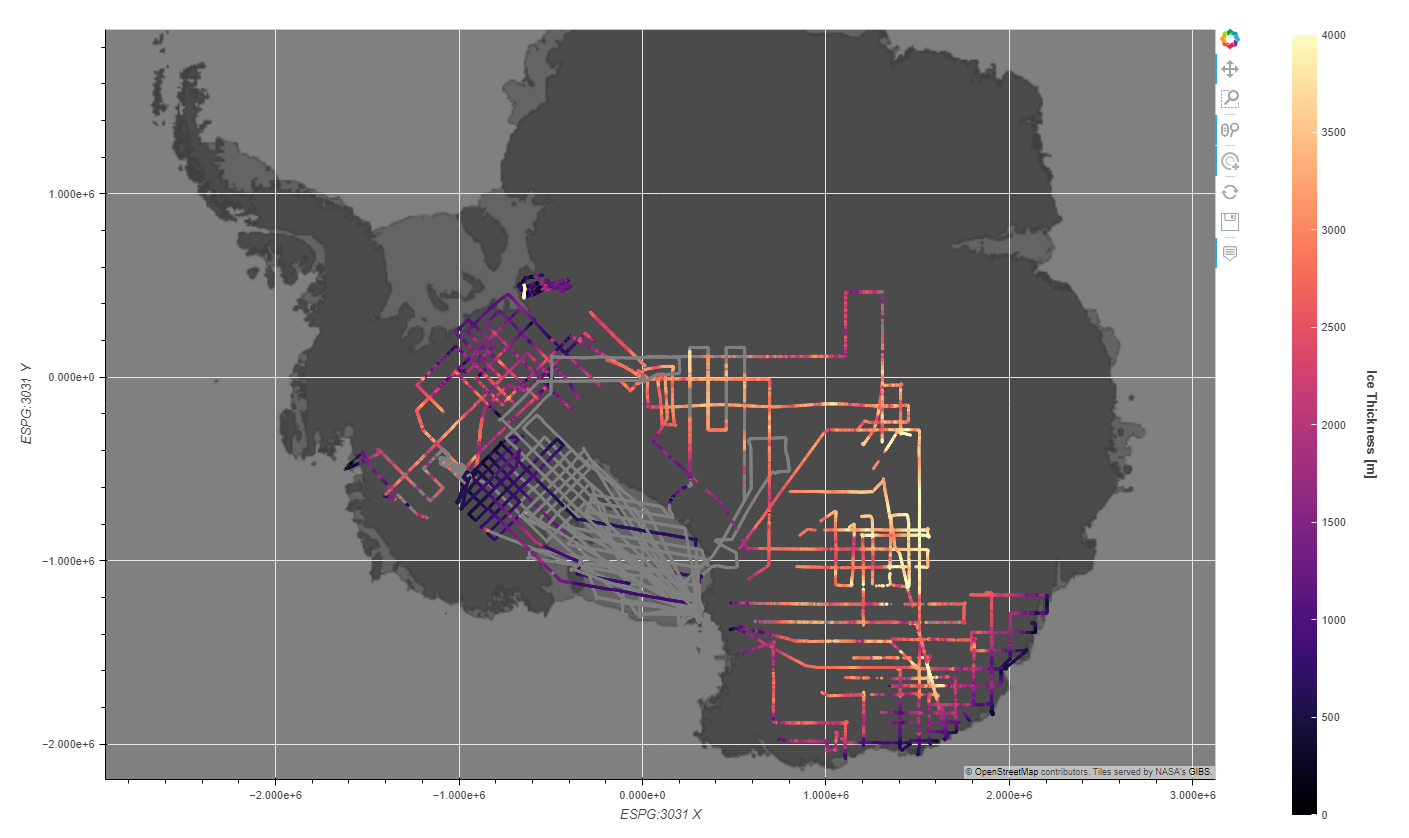 4000
3500
3000
2500
2000
1500
1000
500
0
Ice Thickness [m]
1.000e+6
0.000e+0
−1.000e+6
−2.000e+6
ESPG:3031 Y
© OpenStreetMap contributors. Tiles served by NASA's GIBS.
−2.000e+6
−1.000e+6
0.000e+0
1.000e+6
2.000e+6
3.000e+6
ESPG:3031 X